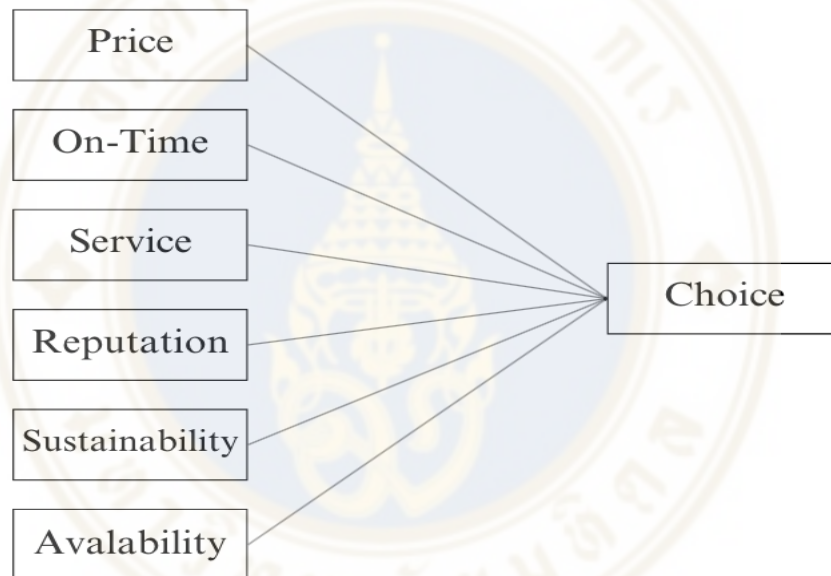 Price
On-Time
Service
Reputation
Sustainability
Avalability
Choice